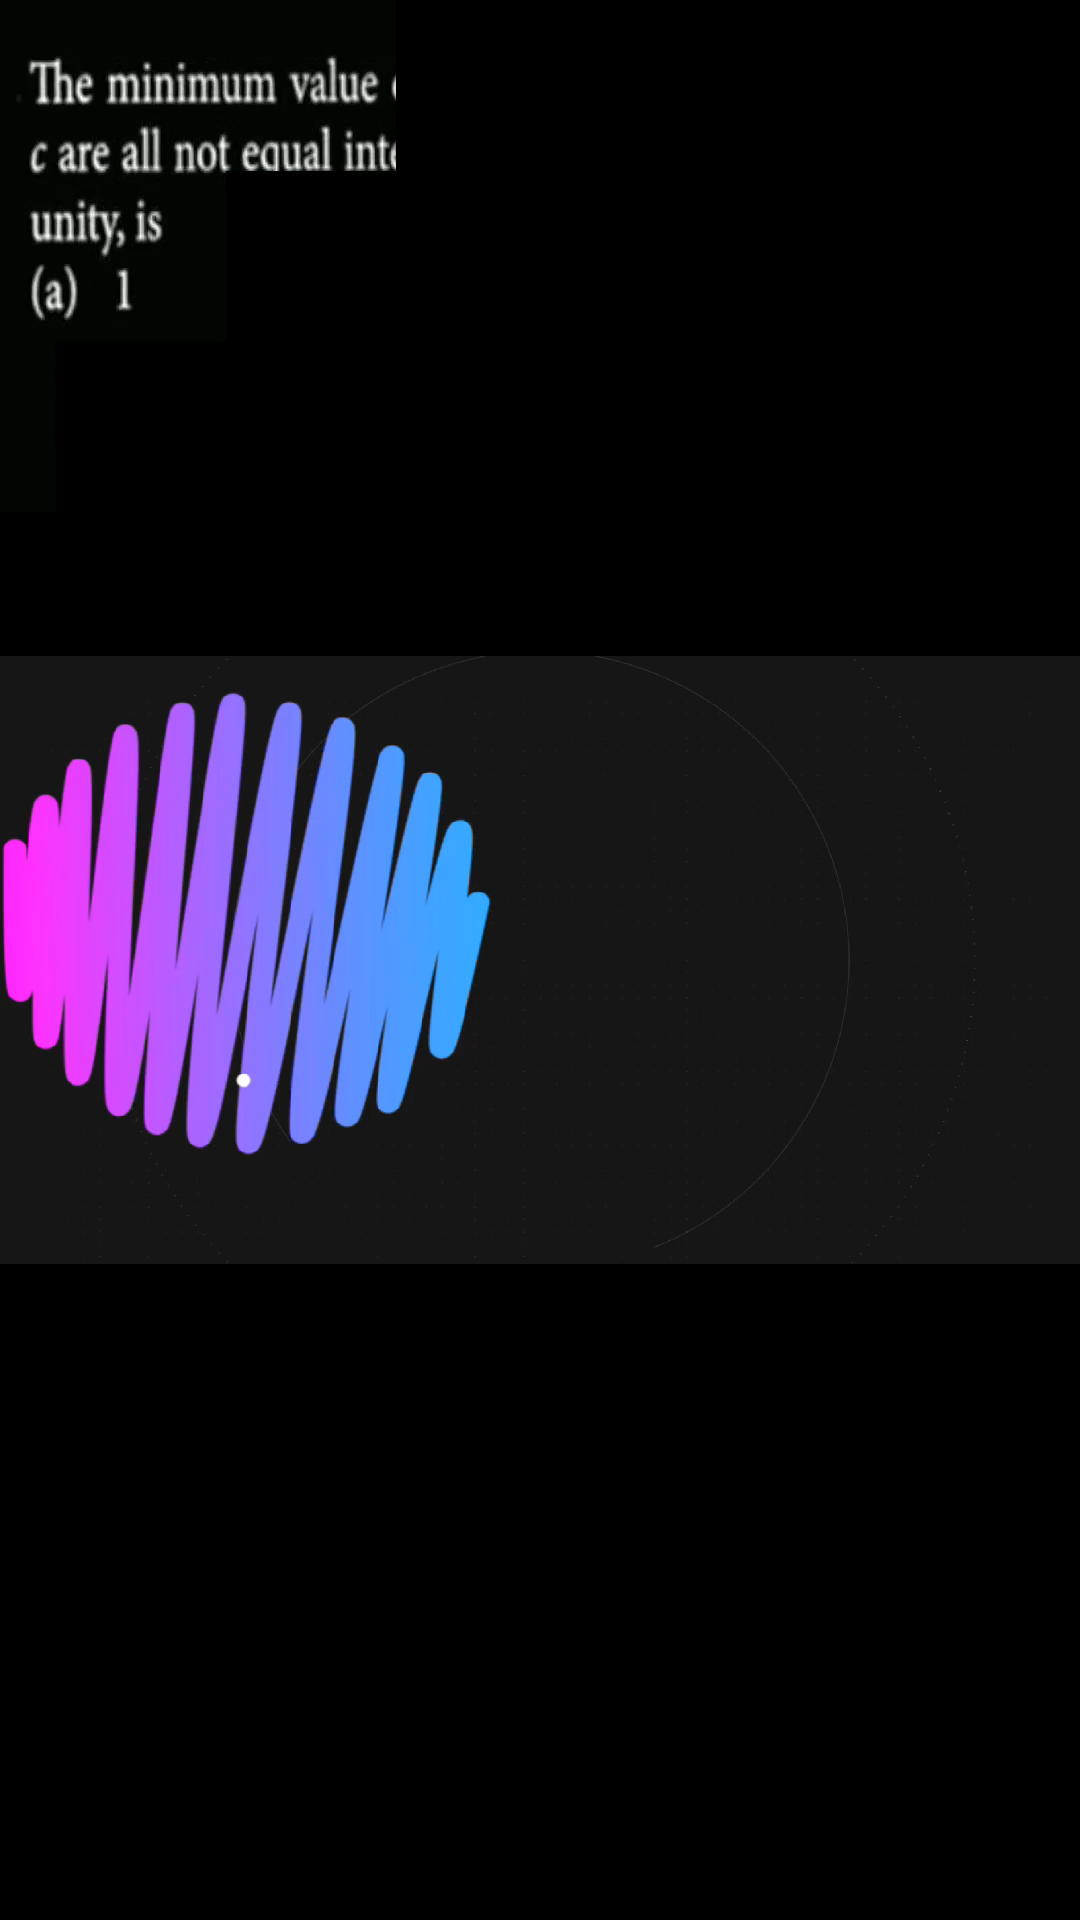 The minimum value
c are all not equal
unity, is
(a) 1